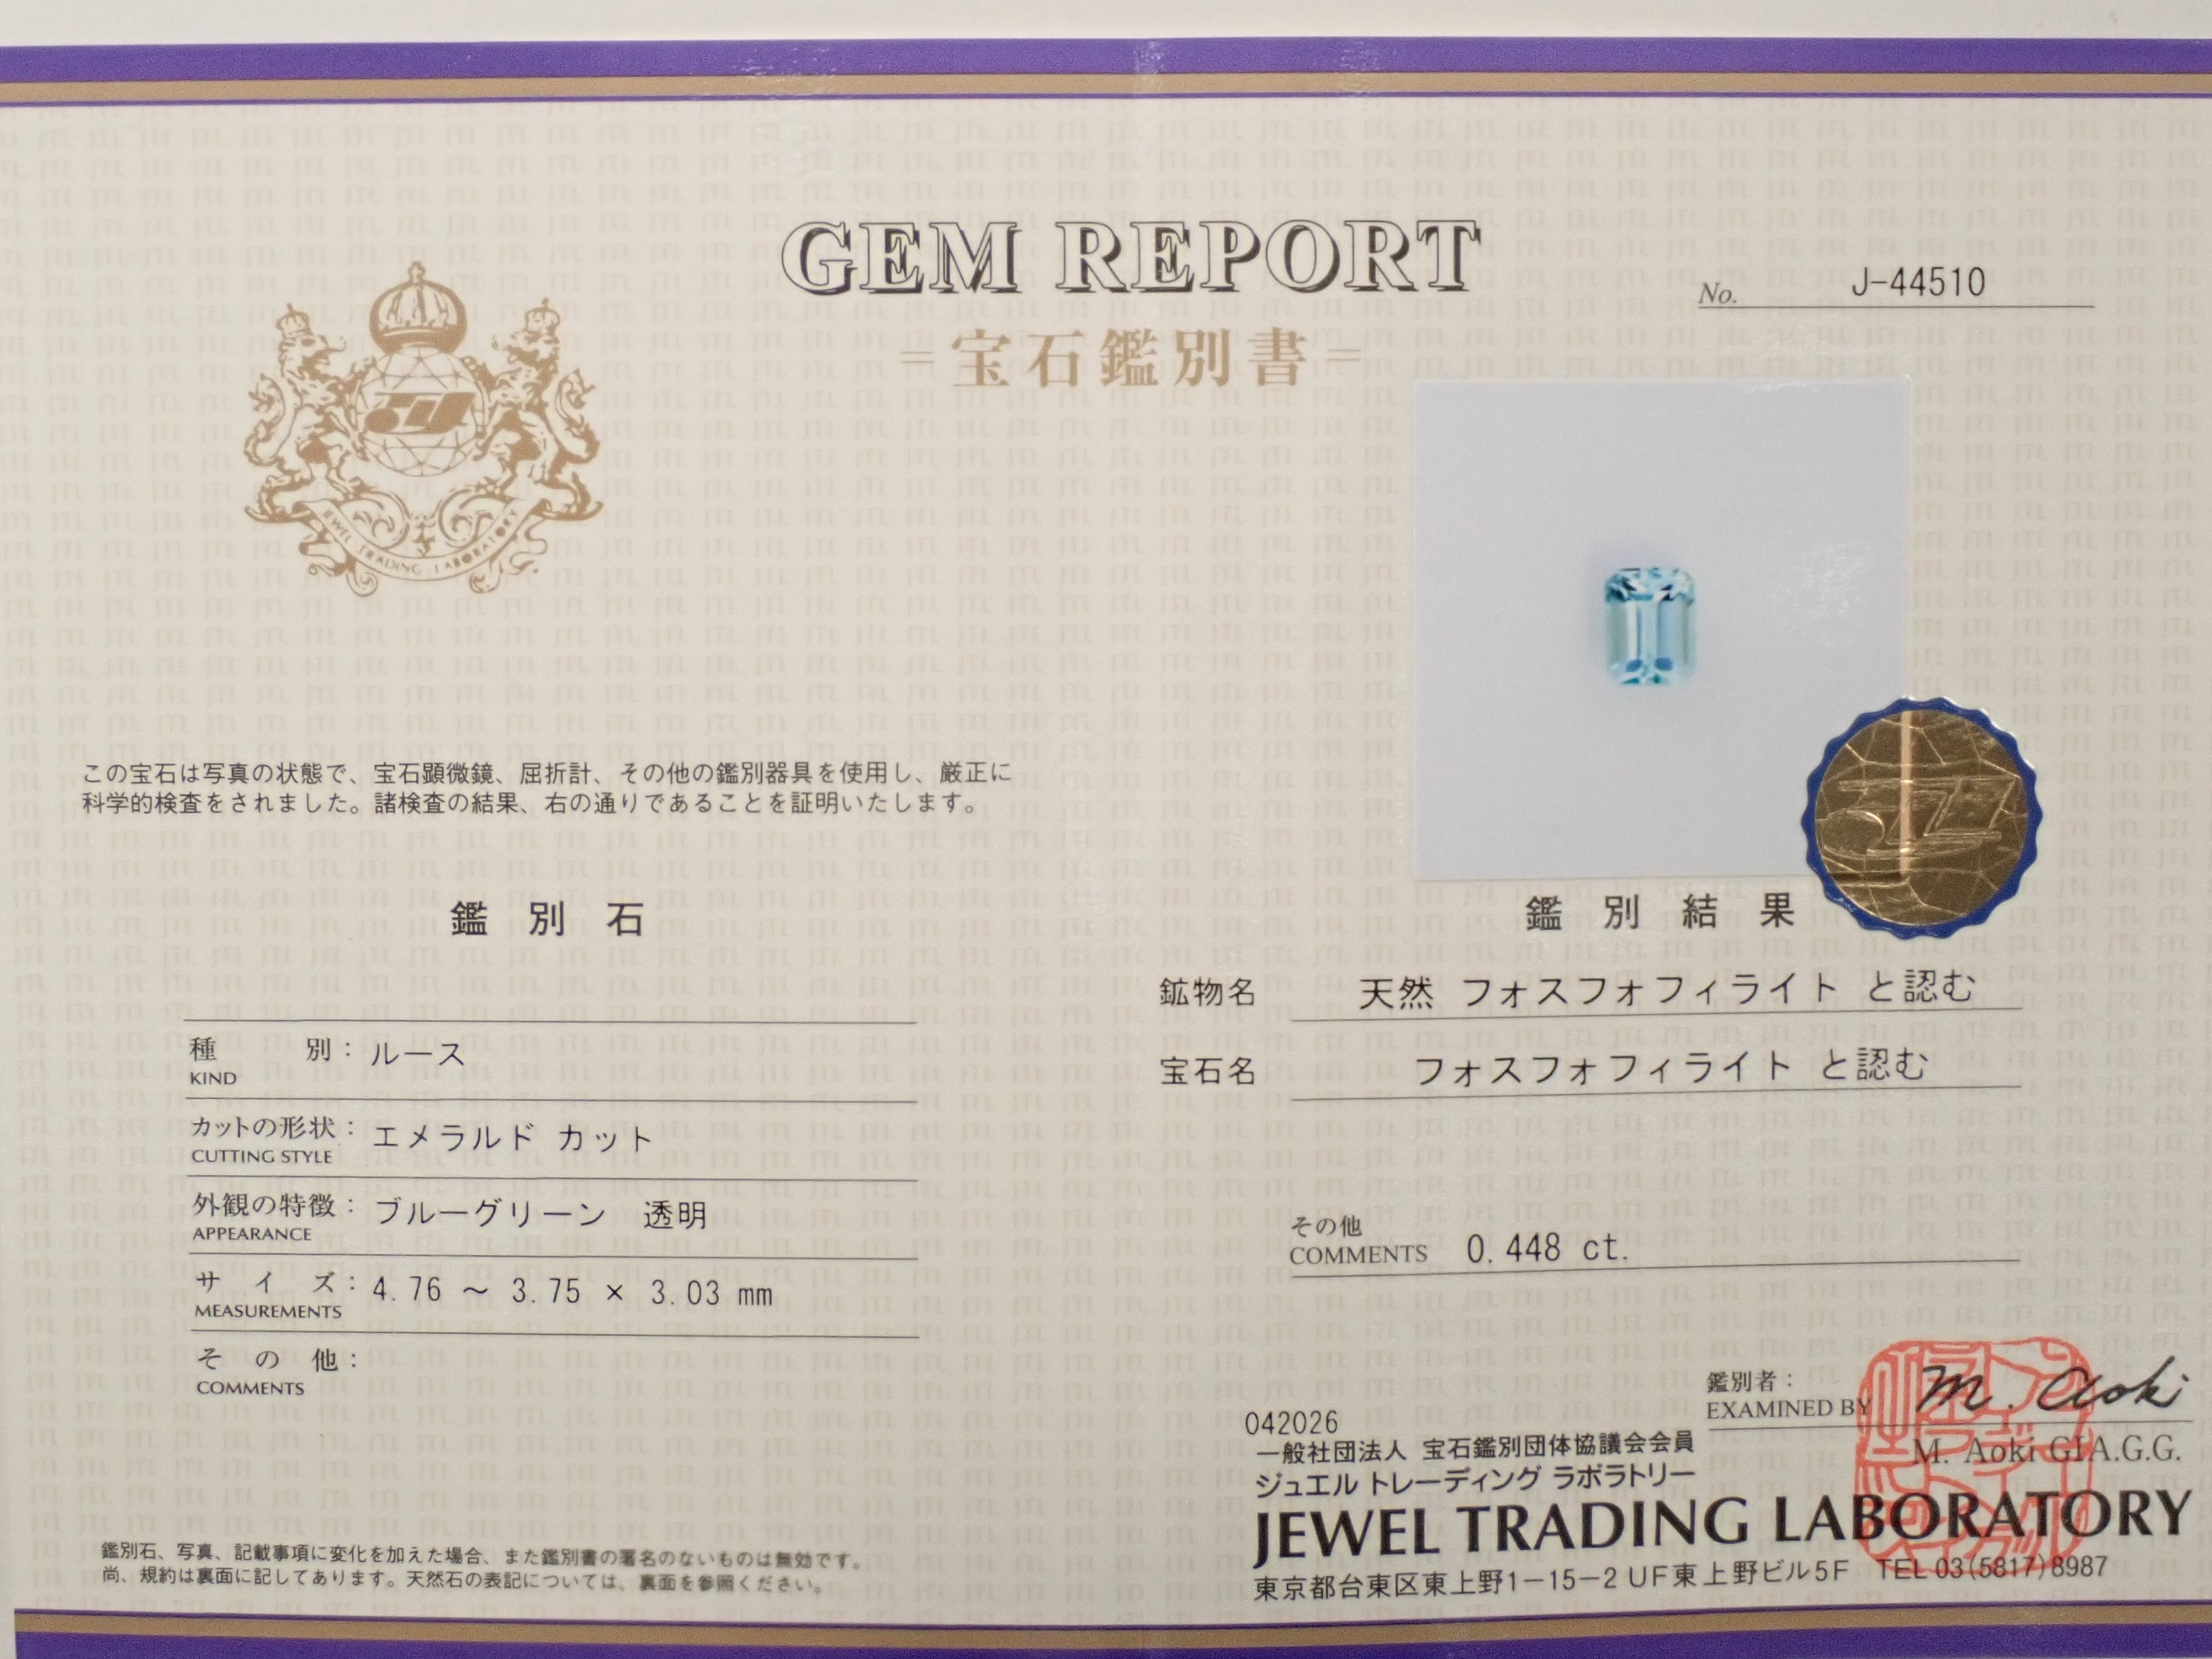 GEM REPORT
=宝石鑑別書=
No. J-44510
JEWEL・TRADING・LABORATORY
この宝石は写真の状態で、宝石顕微鏡、屈折計、その他の鑑別器具を使用し、厳正に
科学的検査をされました。諸検査の結果、右の通りであることを証明いたします。
鑑別石
種別: ルース
KIND
カットの形状: エメラルド カット
CUTTING STYLE
外観の特徴: ブルーグリーン 透明
APPEARANCE
サイズ: 4.76 ～ 3.75 × 3.03 mm
MEASUREMENTS
その他:
COMMENTS
鑑別石、写真、記載事項に変化を加えた場合、また鑑別書の署名のないものは無効です。
尚、規約は裏面に記してあります。天然石の表記については、裏面を参照ください。
鑑別結果
鉱物名 天然 フォスフォフィライト と認む
宝石名 フォスフォフィライト と認む
その他
COMMENTS 0.448 ct.
鑑別者:
EXAMINED BY M. Aoki
M. Aoki GIA.G.G.
042026
一般社団法人 宝石鑑別団体協議会会員
ジュエル トレーディング ラボラトリー
JEWEL TRADING LABORATORY
東京都台東区東上野1−15−2 UF東上野ビル5F TEL 03(5817)8987